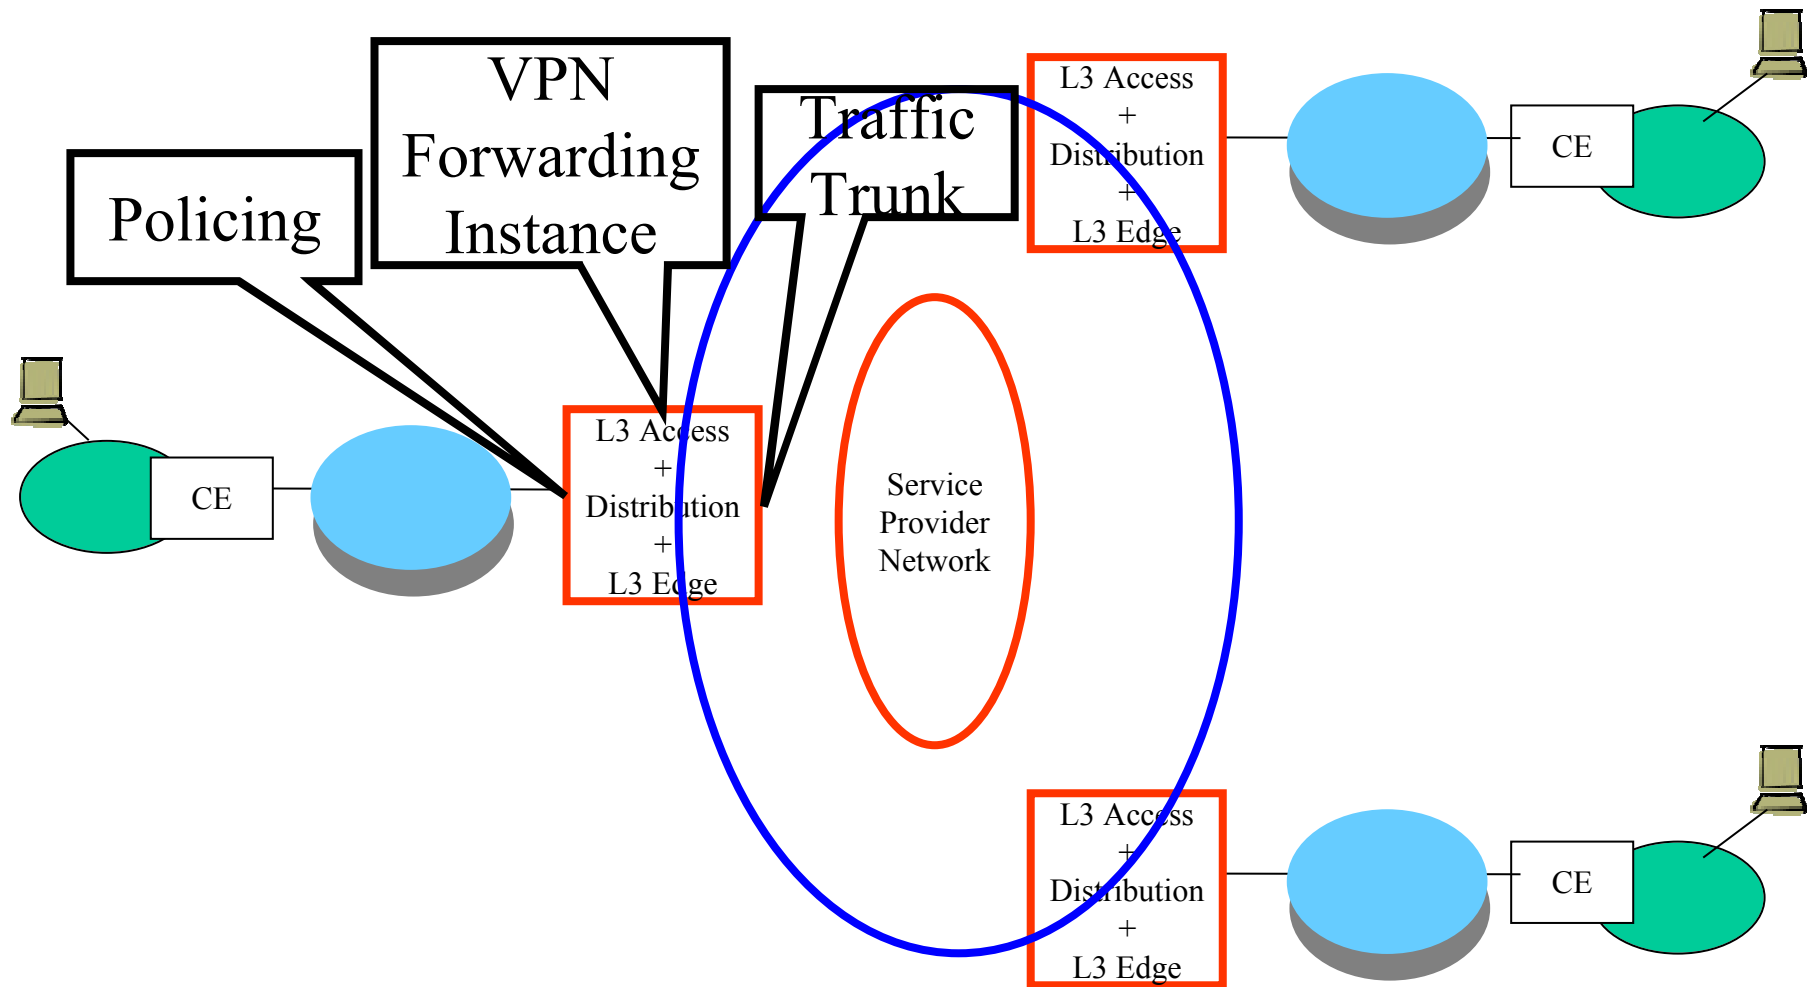 VPN
Forwarding
Instance
Traffic
Trunk
Policing
L3 Access
+
Distribution
+
L3 Edge
CE
L3 Access
+
Distribution
+
L3 Edge
CE
Service
Provider
Network
L3 Access
+
Distribution
+
L3 Edge
CE